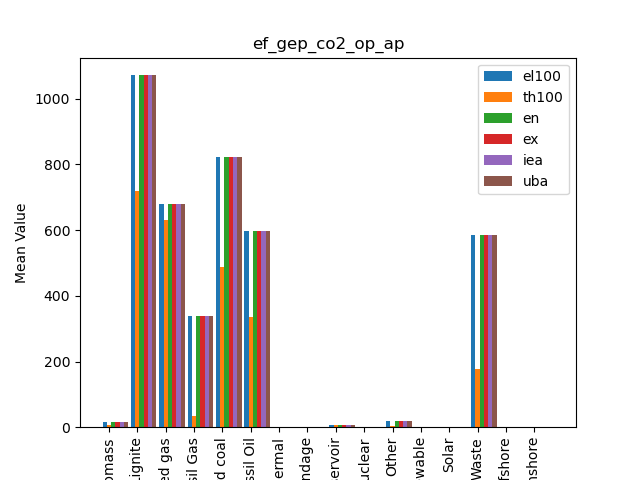 ef_gep_co2_op_ap
el100
th100
en
ex
iea
uba
Mean Value
1000
800
600
400
200
0
omass
Lignite
ed gas
sil Gas
d coal
ssil Oil
ermal
ndage
ervoir
uclear
Other
wable
Solar
Waste
ffshore
nshore